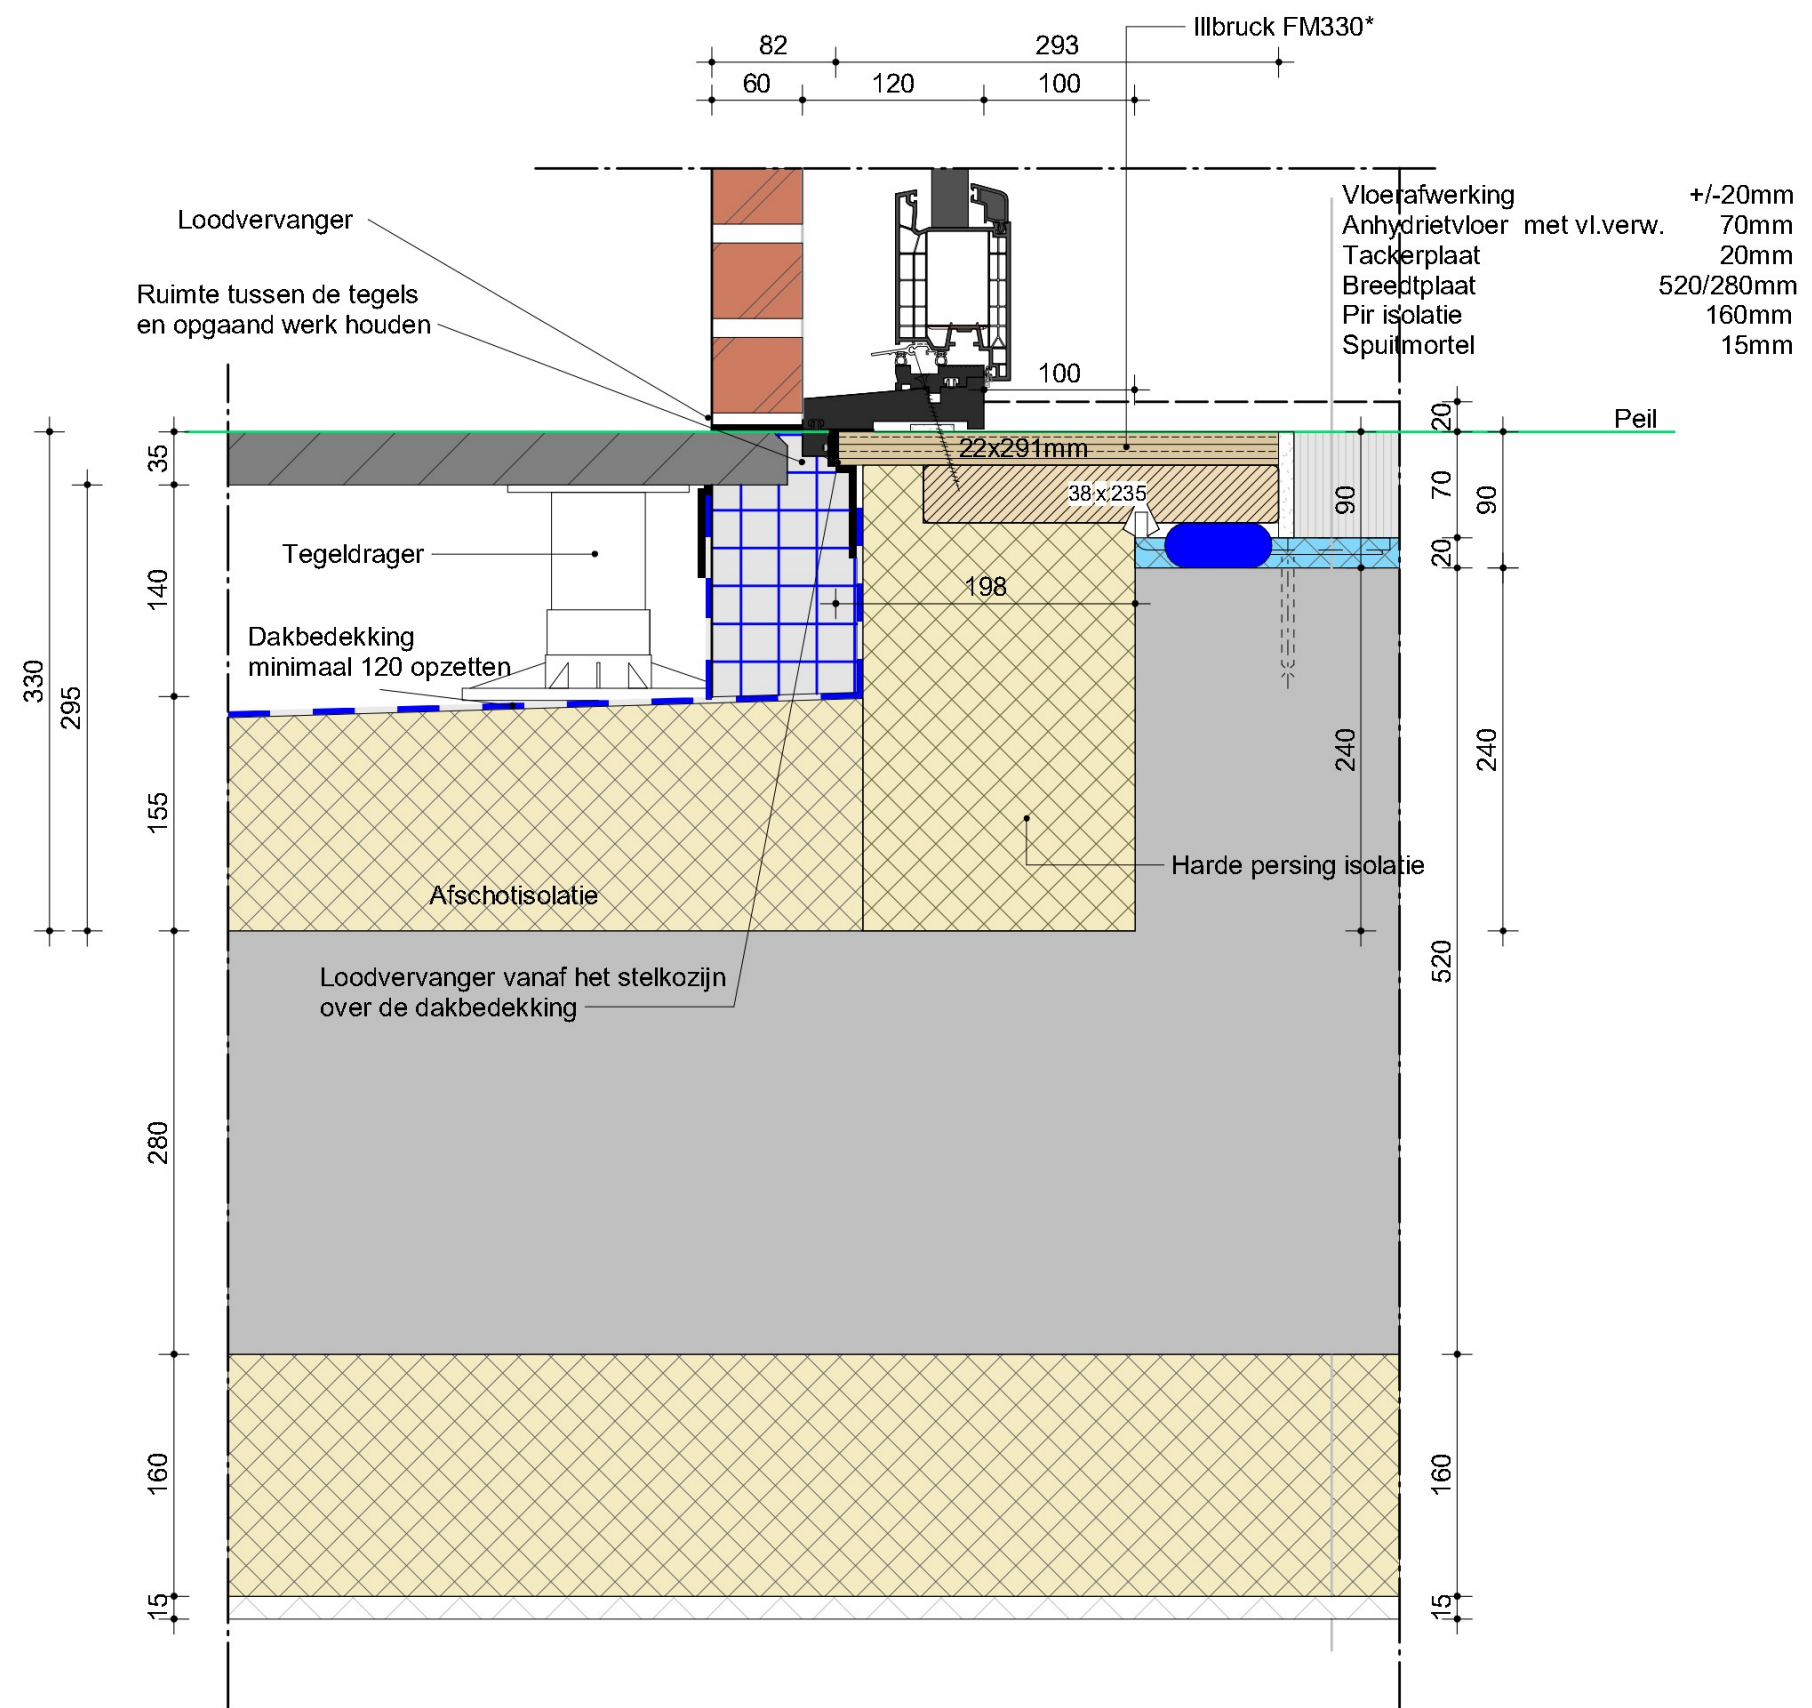 Illbruck FM330*
82
293
60
120
100
Vloerafwerking +/-20mm
Anhydrietvloer met vl.verw. 70mm
Tackerplaat 20mm
Breedtplaat 520/280mm
Pir isolatie 160mm
Spuitmortel 15mm
Loodvervanger
Ruimte tussen de tegels
en opgaand werk houden
100
20
Peil
35
22x291mm
38 x 235
90
70
90
Tegeldrager
140
20
198
Dakbedekking
minimaal 120 opzetten
330
295
240
240
155
Harde persing isolatie
Afschotisolatie
520
Loodvervanger vanaf het stelkozijn
over de dakbedekking
280
160
160
15
15